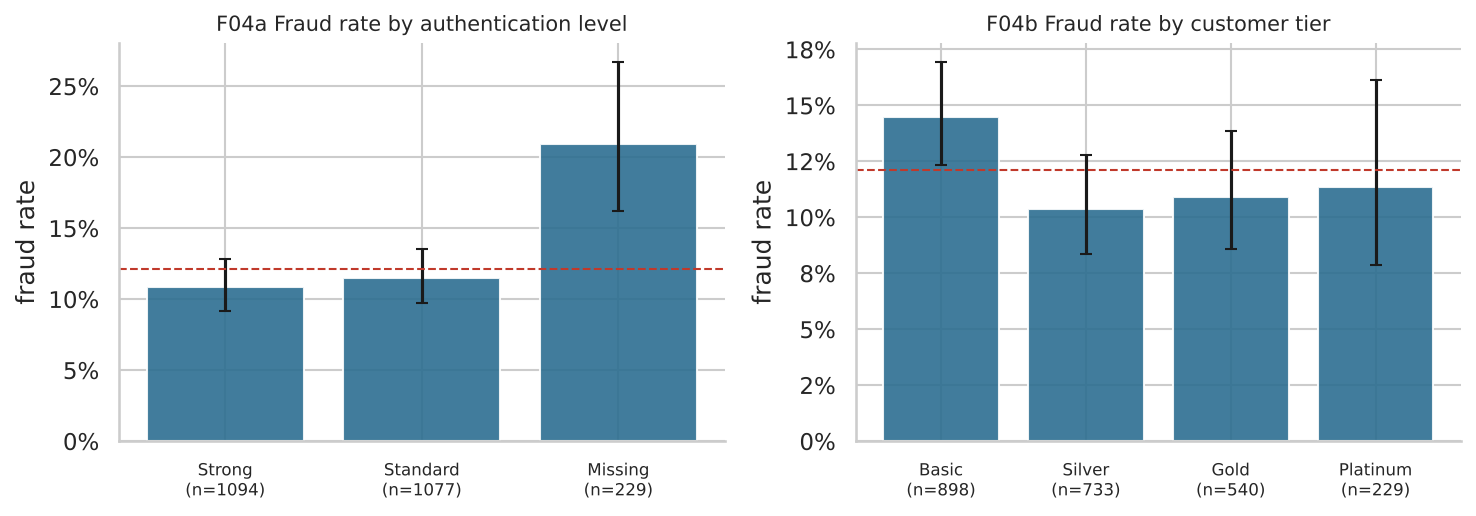 F04a Fraud rate by authentication level
fraud rate
25%
20%
15%
10%
5%
0%
Strong
(n=1094)
Standard
(n=1077)
Missing
(n=229)
F04b Fraud rate by customer tier
fraud rate
18%
15%
12%
10%
8%
5%
2%
0%
Basic
(n=898)
Silver
(n=733)
Gold
(n=540)
Platinum
(n=229)